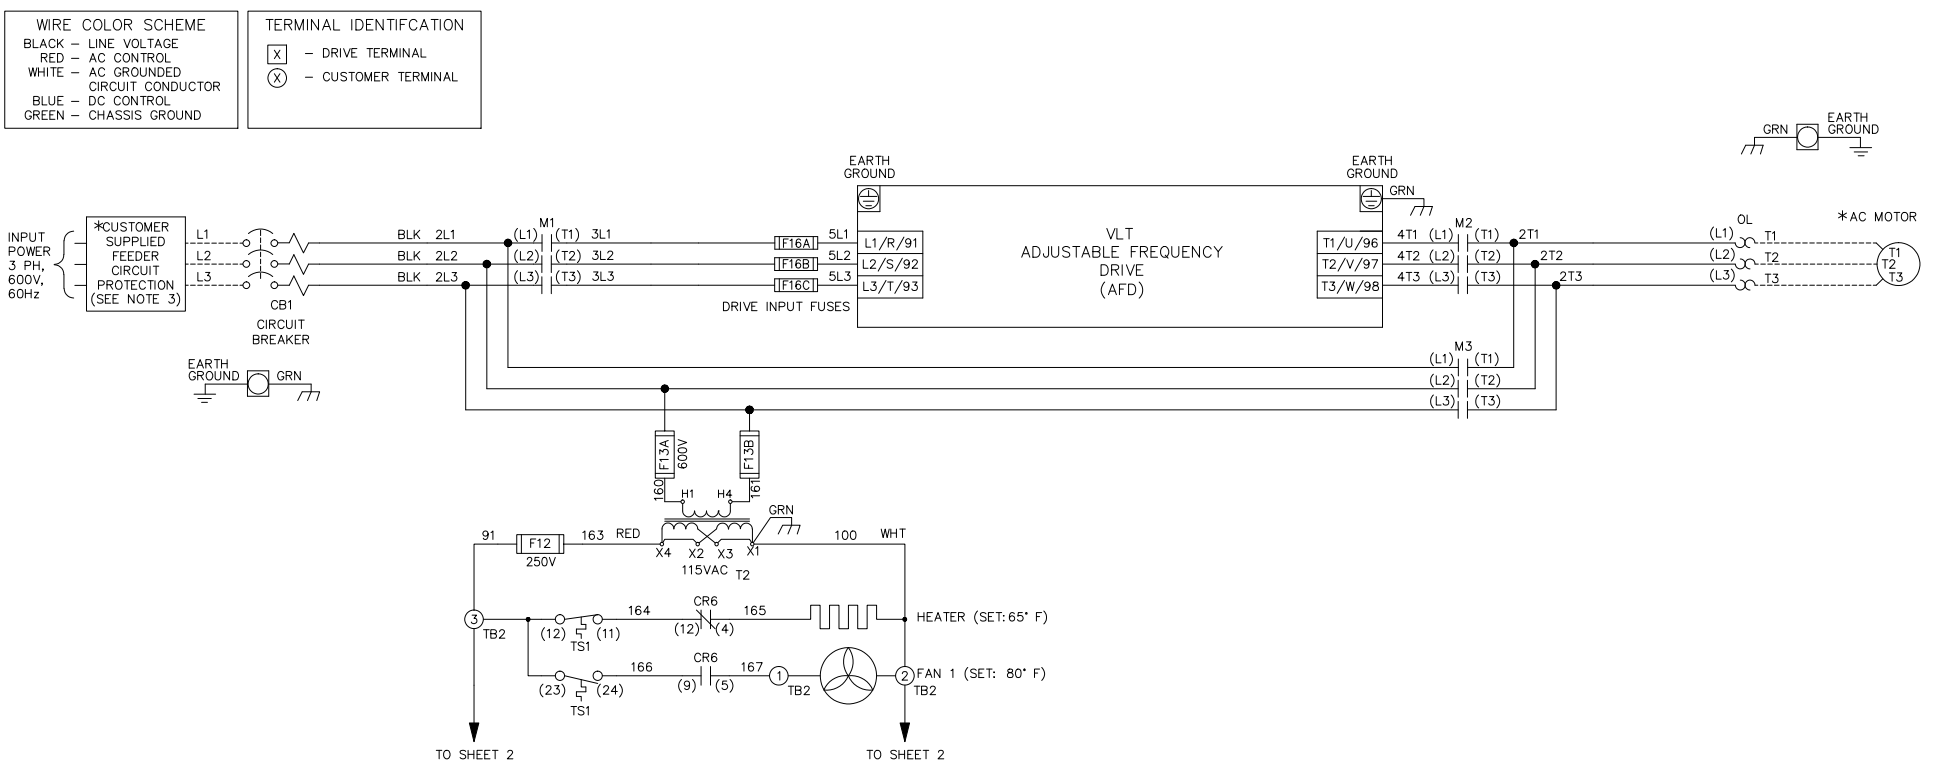 WIRE COLOR SCHEME
BLACK – LINE VOLTAGE
RED – AC CONTROL
WHITE – AC GROUNDED
CIRCUIT CONDUCTOR
BLUE – DC CONTROL
GREEN – CHASSIS GROUND
TERMINAL IDENTIFCATION
X – DRIVE TERMINAL
X – CUSTOMER TERMINAL
GRN
EARTH
GROUND
EARTH
GROUND
EARTH
GROUND
GRN
INPUT
POWER
3 PH,
600V,
60Hz
*CUSTOMER
SUPPLIED
FEEDER
CIRCUIT
PROTECTION
(SEE NOTE 3)
L1
L2
L3
CB1
CIRCUIT
BREAKER
BLK 2L1
BLK 2L2
BLK 2L3
M1
(L1) (T1) 3L1
(L2) (T2) 3L2
(L3) (T3) 3L3
F16A 5L1
F16B 5L2
F16C 5L3
DRIVE INPUT FUSES
L1/R/91
L2/S/92
L3/T/93
VLT
ADJUSTABLE FREQUENCY
DRIVE
(AFD)
T1/U/96
T2/V/97
T3/W/98
M2
4T1 (L1) (T1) 2T1
4T2 (L2) (T2) 2T2
4T3 (L3) (T3) 2T3
OL
(L1) T1
(L2) T2
(L3) T3
*AC MOTOR
T1
T2
T3
EARTH
GROUND
GRN
M3
(L1) (T1)
(L2) (T2)
(L3) (T3)
F13A
600V
F13B
160
161
H1 H4
GRN
91
F12
250V
163 RED
X4 X2 X3 X1
115VAC T2
100 WHT
3
TB2
(12) (11)
TS1
164
CR6
(12) (4)
165
HEATER (SET:65° F)
(23) (24)
TS1
166
CR6
(9) (5)
167
1
TB2
2
TB2
FAN 1 (SET: 80° F)
TO SHEET 2
TO SHEET 2